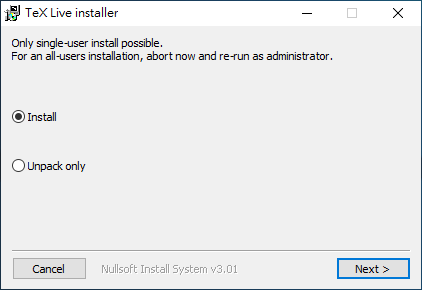 TeX Live installer
Only single-user install possible.
For an all-users installation, abort now and re-run as administrator.
Install
Unpack only
Cancel
Nullsoft Install System v3.01
Next >